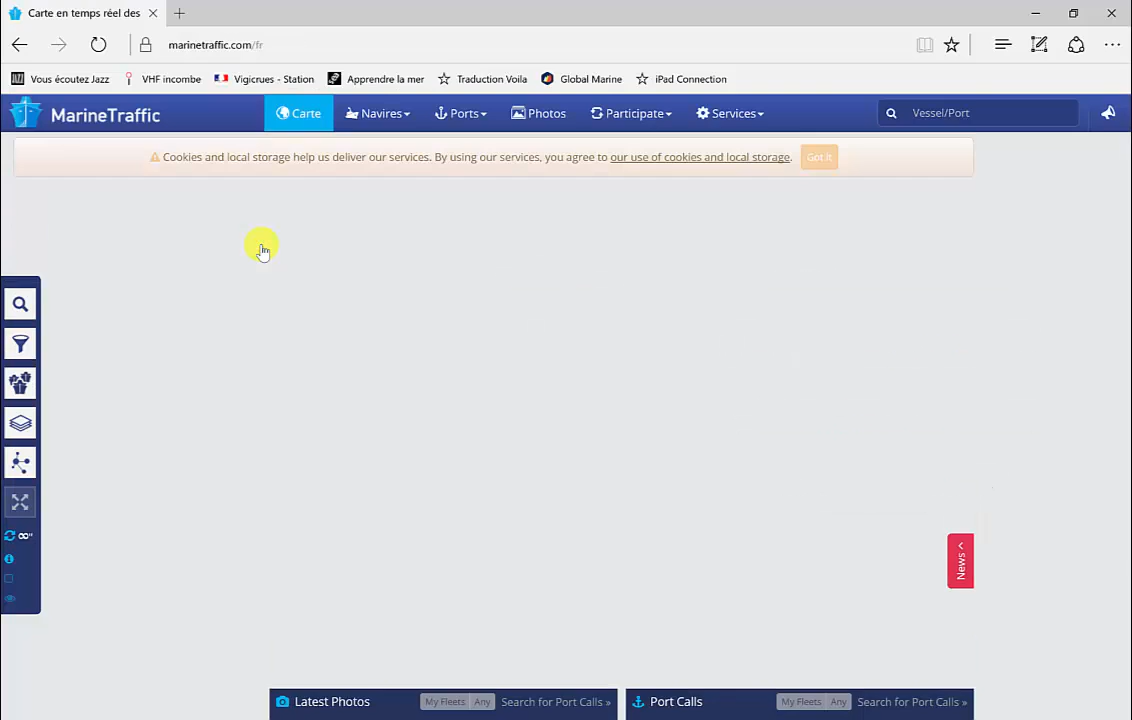 Carte en temps réel des
marinetraffic.com/fr
Vous écoutez Jazz VHF incombe Vigicrues - Station Apprendre la mer Traduction Voila Global Marine iPad Connection
MarineTraffic Carte Navires Ports Photos Participate Services Vessel/Port
Cookies and local storage help us deliver our services. By using our services, you agree to our use of cookies and local storage. Got it
News
Latest Photos My Fleets Any Search for Port Calls »
Port Calls My Fleets Any Search for Port Calls »